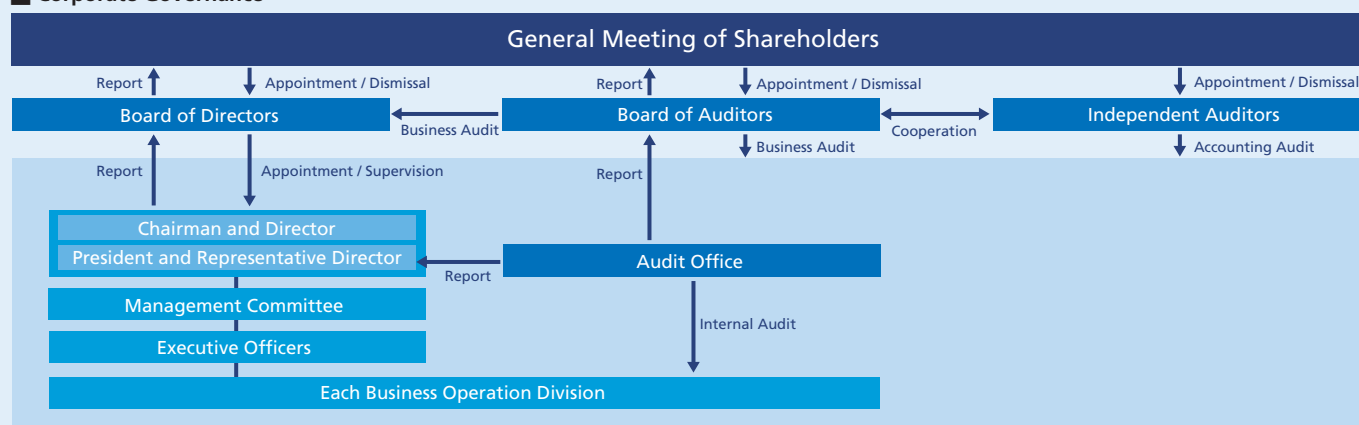 Corporate Governance
General Meeting of Shareholders
Report
Appointment / Dismissal
Report
Appointment / Dismissal
Appointment / Dismissal
Board of Directors
Business Audit
Board of Auditors
Cooperation
Independent Auditors
Report
Appointment / Supervision
Report
Business Audit
Accounting Audit
Chairman and Director
President and Representative Director
Report
Audit Office
Management Committee
Internal Audit
Executive Officers
Each Business Operation Division